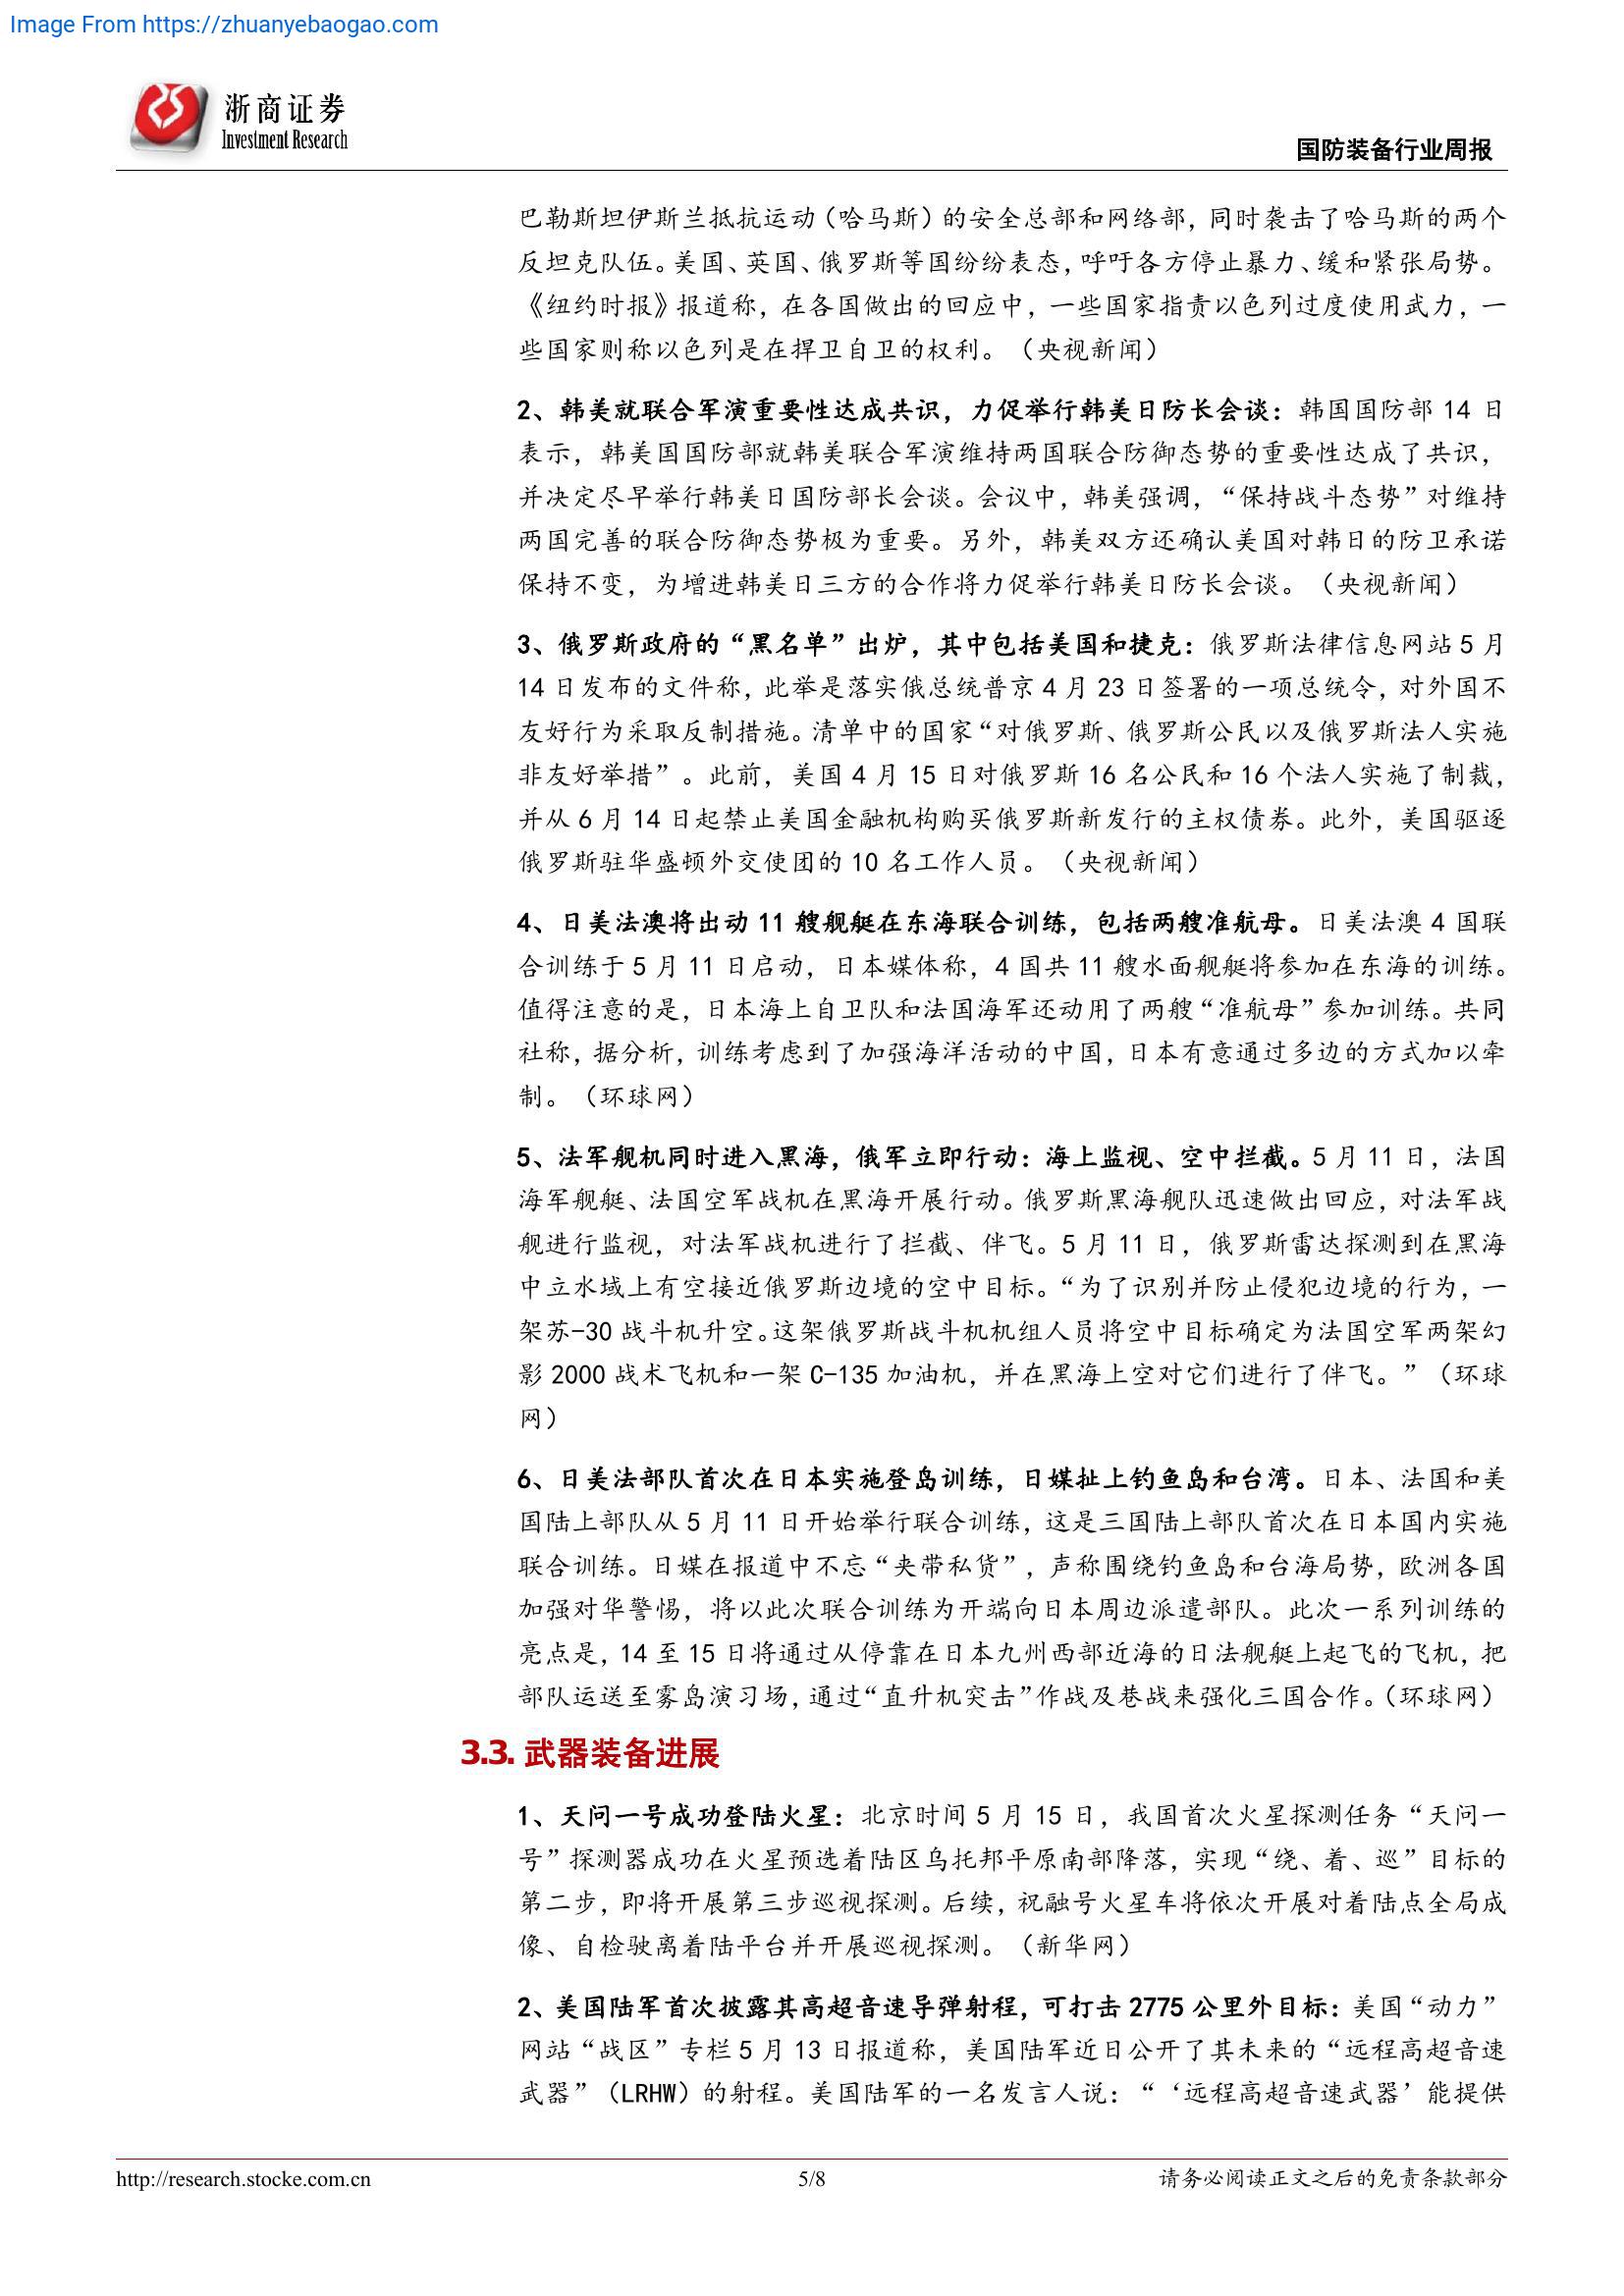 Image From https://zhuanyebaogao.com
浙商证券
Investment Research
国防装备行业周报
巴勒斯坦伊斯兰抵抗运动（哈马斯）的安全总部和网络部，同时袭击了哈马斯的两个
反坦克队伍。美国、英国、俄罗斯等国纷纷表态，呼吁各方停止暴力、缓和紧张局势。
《纽约时报》报道称，在各国做出的回应中，一些国家指责以色列过度使用武力，一
些国家则称以色列是在捍卫自卫的权利。（央视新闻）
2、韩美就联合军演重要性达成共识，力促举行韩美日防长会谈：韩国国防部 14 日
表示，韩美国国防部就韩美联合军演维持两国联合防御态势的重要性达成了共识，
并决定尽早举行韩美日国防部长会谈。会议中，韩美强调，“保持战斗态势”对维持
两国完善的联合防御态势极为重要。另外，韩美双方还确认美国对韩日的防卫承诺
保持不变，为增进韩美日三方的合作将力促举行韩美日防长会谈。（央视新闻）
3、俄罗斯政府的“黑名单”出炉，其中包括美国和捷克：俄罗斯法律信息网站 5 月
14 日发布的文件称，此举是落实俄总统普京 4 月 23 日签署的一项总统令，对外国不
友好行为采取反制措施。清单中的国家“对俄罗斯、俄罗斯公民以及俄罗斯法人实施
非友好举措”。此前，美国 4 月 15 日对俄罗斯 16 名公民和 16 个法人实施了制裁，
并从 6 月 14 日起禁止美国金融机构购买俄罗斯新发行的主权债券。此外，美国驱逐
俄罗斯驻华盛顿外交使团的 10 名工作人员。（央视新闻）
4、日美法澳将出动 11 艘舰艇在东海联合训练，包括两艘准航母。日美法澳 4 国联
合训练于 5 月 11 日启动，日本媒体称，4 国共 11 艘水面舰艇将参加在东海的训练。
值得注意的是，日本海上自卫队和法国海军还动用了两艘“准航母”参加训练。共同
社称，据分析，训练考虑到了加强海洋活动的中国，日本有意通过多边的方式加以牵
制。（环球网）
5、法军舰机同时进入黑海，俄军立即行动：海上监视、空中拦截。5 月 11 日，法国
海军舰艇、法国空军战机在黑海开展行动。俄罗斯黑海舰队迅速做出回应，对法军战
舰进行监视，对法军战机进行了拦截、伴飞。5 月 11 日，俄罗斯雷达探测到在黑海
中立水域上有空接近俄罗斯边境的空中目标。“为了识别并防止侵犯边境的行为，一
架苏-30 战斗机升空。这架俄罗斯战斗机机组人员将空中目标确定为法国空军两架幻
影 2000 战术飞机和一架 C-135 加油机，并在黑海上空对它们进行了伴飞。”（环球
网）
6、日美法部队首次在日本实施登岛训练，日媒扯上钓鱼岛和台湾。日本、法国和美
国陆上部队从 5 月 11 日开始举行联合训练，这是三国陆上部队首次在日本国内实施
联合训练。日媒在报道中不忘“夹带私货”，声称围绕钓鱼岛和台海局势，欧洲各国
加强对华警惕，将以此次联合训练为开端向日本周边派遣部队。此次一系列训练的
亮点是，14 至 15 日将通过从停靠在日本九州西部近海的日法舰艇上起飞的飞机，把
部队运送至雾岛演习场，通过“直升机突击”作战及巷战来强化三国合作。（环球网）
3.3. 武器装备进展
1、天问一号成功登陆火星：北京时间 5 月 15 日，我国首次火星探测任务“天问一
号”探测器成功在火星预选着陆区乌托邦平原南部降落，实现“绕、着、巡”目标的
第二步，即将开展第三步巡视探测。后续，祝融号火星车将依次开展对着陆点全局成
像、自检驶离着陆平台并开展巡视探测。（新华网）
2、美国陆军首次披露其高超音速导弹射程，可打击 2775 公里外目标：美国“动力”
网站“战区”专栏 5 月 13 日报道称，美国陆军近日公开了其未来的“远程高超音速
武器”（LRHW）的射程。美国陆军的一名发言人说：“‘远程高超音速武器’能提供
http://research.stocke.com.cn
5/8
请务必阅读正文之后的免责条款部分